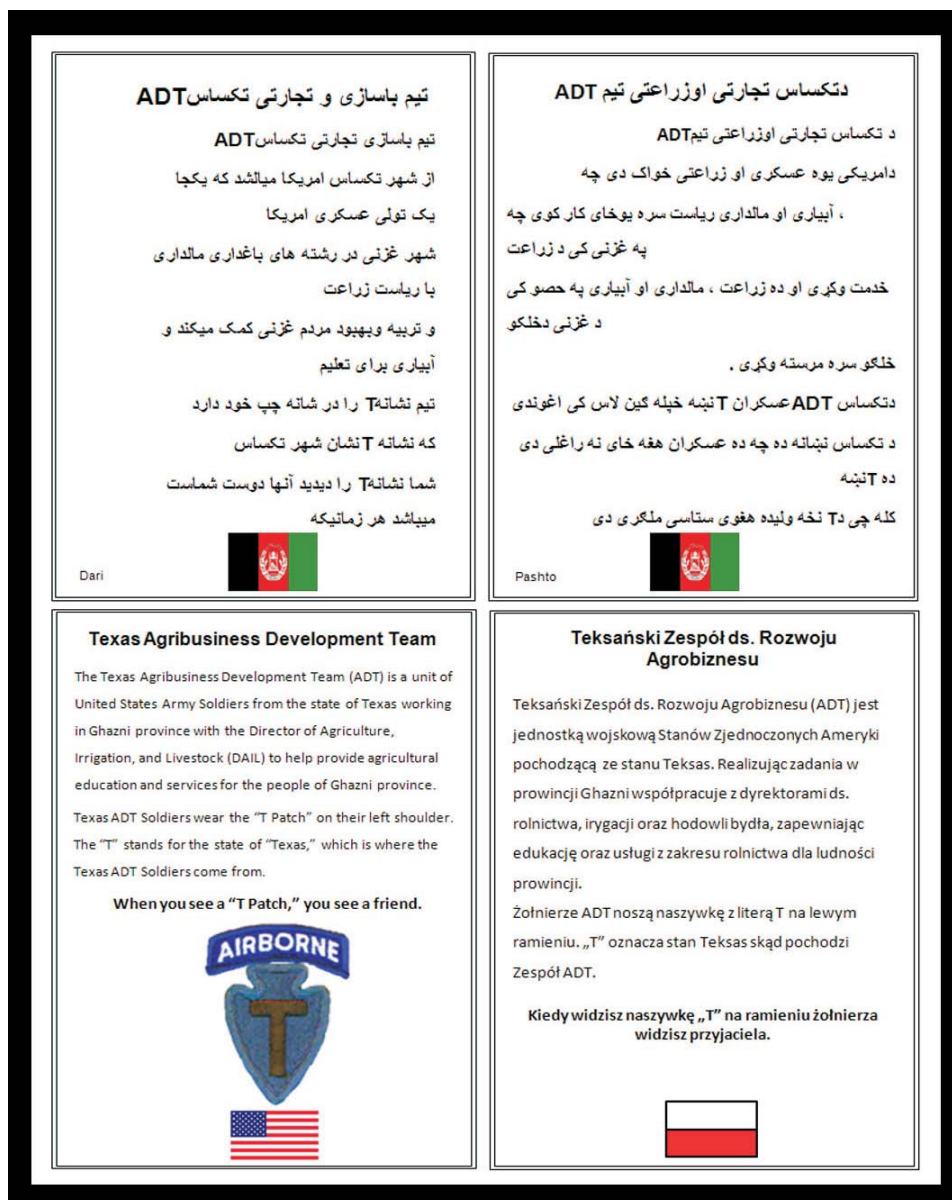 تیم باسازی و تجارتی تکساسADT
تیم باسازی تجارتی تکساسADT
از شهر تکساس امریکا میالشد که یکجا
یک تولی عسکری امریکا
شهر غزنی در رشته های باغداری مالداری
با ریاست زراعت
و تربیه وبهبود مردم غزنی کمک میکند و
آبیاری برای تعلیم
تیم نشانهT را در شانه چپ خود دارد
که نشانه Tنشان شهر تکساس
شما نشانهT را دیدید آنها دوست شماست
میباشد هر زمانیکه
Dari
دتکساس تجارتی اوزراعتی تیم ADT
د تکساس تجارتی اوزراعتی تیمADT
دامریکی یوه عسکری او زراعتی خواک دی چه
، آبیاری او مالداری ریاست سره یوخای کار کوی چه
په غزنی کی د زراعت
خدمت وکړی او ده زراعت ، مالداری او آبیاری په حصو کی
د غزنی دخلکو
خلګو سره مرسته وکړی .
دتکساس ADTعسکران Tنښه خپله ګین لاس کی اغوندی
د تکساس نښانه ده چه ده عسکران هغه خای نه راغلی دی
ده Tنښه
کله چی دT نخه ولیده هغوی ستاسی ملګری دی
Pashto
Texas Agribusiness Development Team
The Texas Agribusiness Development Team (ADT) is a unit of
United States Army Soldiers from the state of Texas working
in Ghazni province with the Director of Agriculture,
Irrigation, and Livestock (DAIL) to help provide agricultural
education and services for the people of Ghazni province.
Texas ADT Soldiers wear the “T Patch” on their left shoulder.
The “T” stands for the state of “Texas,” which is where the
Texas ADT Soldiers come from.
When you see a “T Patch,” you see a friend.
AIRBORNE
T
Teksański Zespół ds. Rozwoju
Agrobiznesu
Teksański Zespół ds. Rozwoju Agrobiznesu (ADT) jest
jednostką wojskową Stanów Zjednoczonych Ameryki
pochodzącą ze stanu Teksas. Realizując zadania w
prowincji Ghazni współpracuje z dyrektorami ds.
rolnictwa, irygacji oraz hodowli bydła, zapewniając
edukację oraz usługi z zakresu rolnictwa dla ludności
prowincji.
Żołnierze ADT noszą naszywkę z literą T na lewym
ramieniu. „T” oznacza stan Teksas skąd pochodzi
Zespół ADT.
Kiedy widzisz naszywkę „T” na ramieniu żołnierza
widzisz przyjaciela.